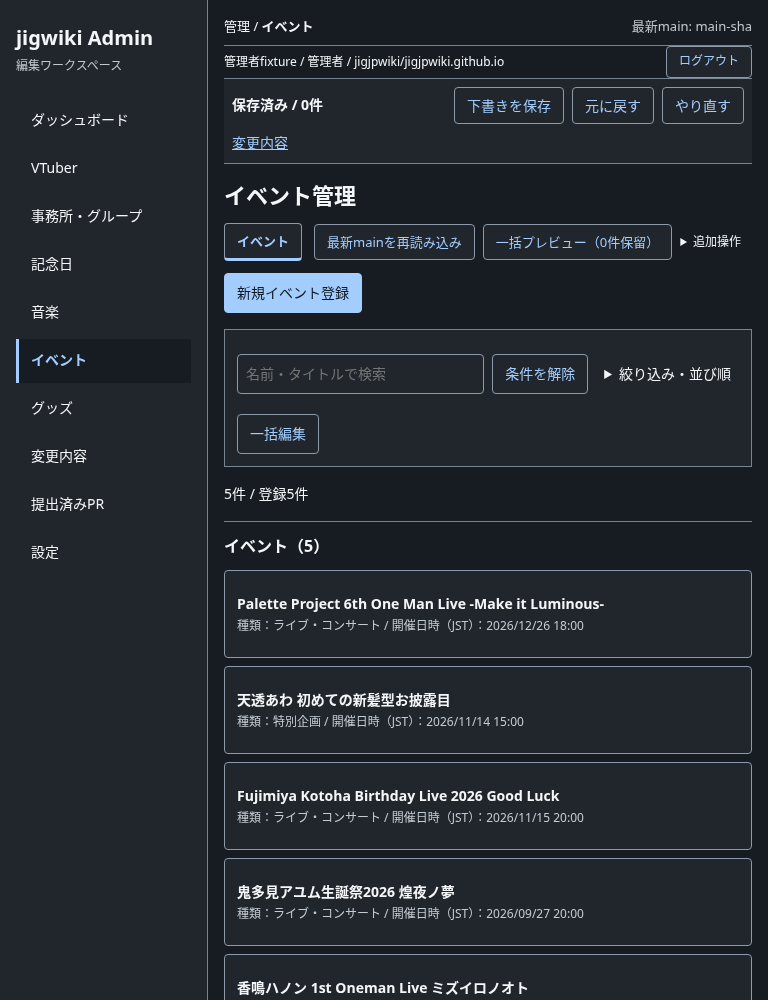 jigwiki Admin
編集ワークスペース
ダッシュボード
VTuber
事務所・グループ
記念日
音楽
イベント
グッズ
変更内容
提出済みPR
設定
管理 / イベント
最新main: main-sha
管理者fixture / 管理者 / jigjpwiki/jigjpwiki.github.io
ログアウト
保存済み / 0件
下書きを保存
元に戻す
やり直す
変更内容
イベント管理
イベント
最新mainを再読み込み
一括プレビュー（0件保留）
▶ 追加操作
新規イベント登録
名前・タイトルで検索
条件を解除
▶ 絞り込み・並び順
一括編集
5件 / 登録5件
イベント（5）
Palette Project 6th One Man Live -Make it Luminous-
種類：ライブ・コンサート / 開催日時（JST）：2026/12/26 18:00
天透あわ 初めての新髪型お披露目
種類：特別企画 / 開催日時（JST）：2026/11/14 15:00
Fujimiya Kotoha Birthday Live 2026 Good Luck
種類：ライブ・コンサート / 開催日時（JST）：2026/11/15 20:00
鬼多見アユム生誕祭2026 煌夜ノ夢
種類：ライブ・コンサート / 開催日時（JST）：2026/09/27 20:00
香鳴ハノン 1st Oneman Live ミズイロノオト